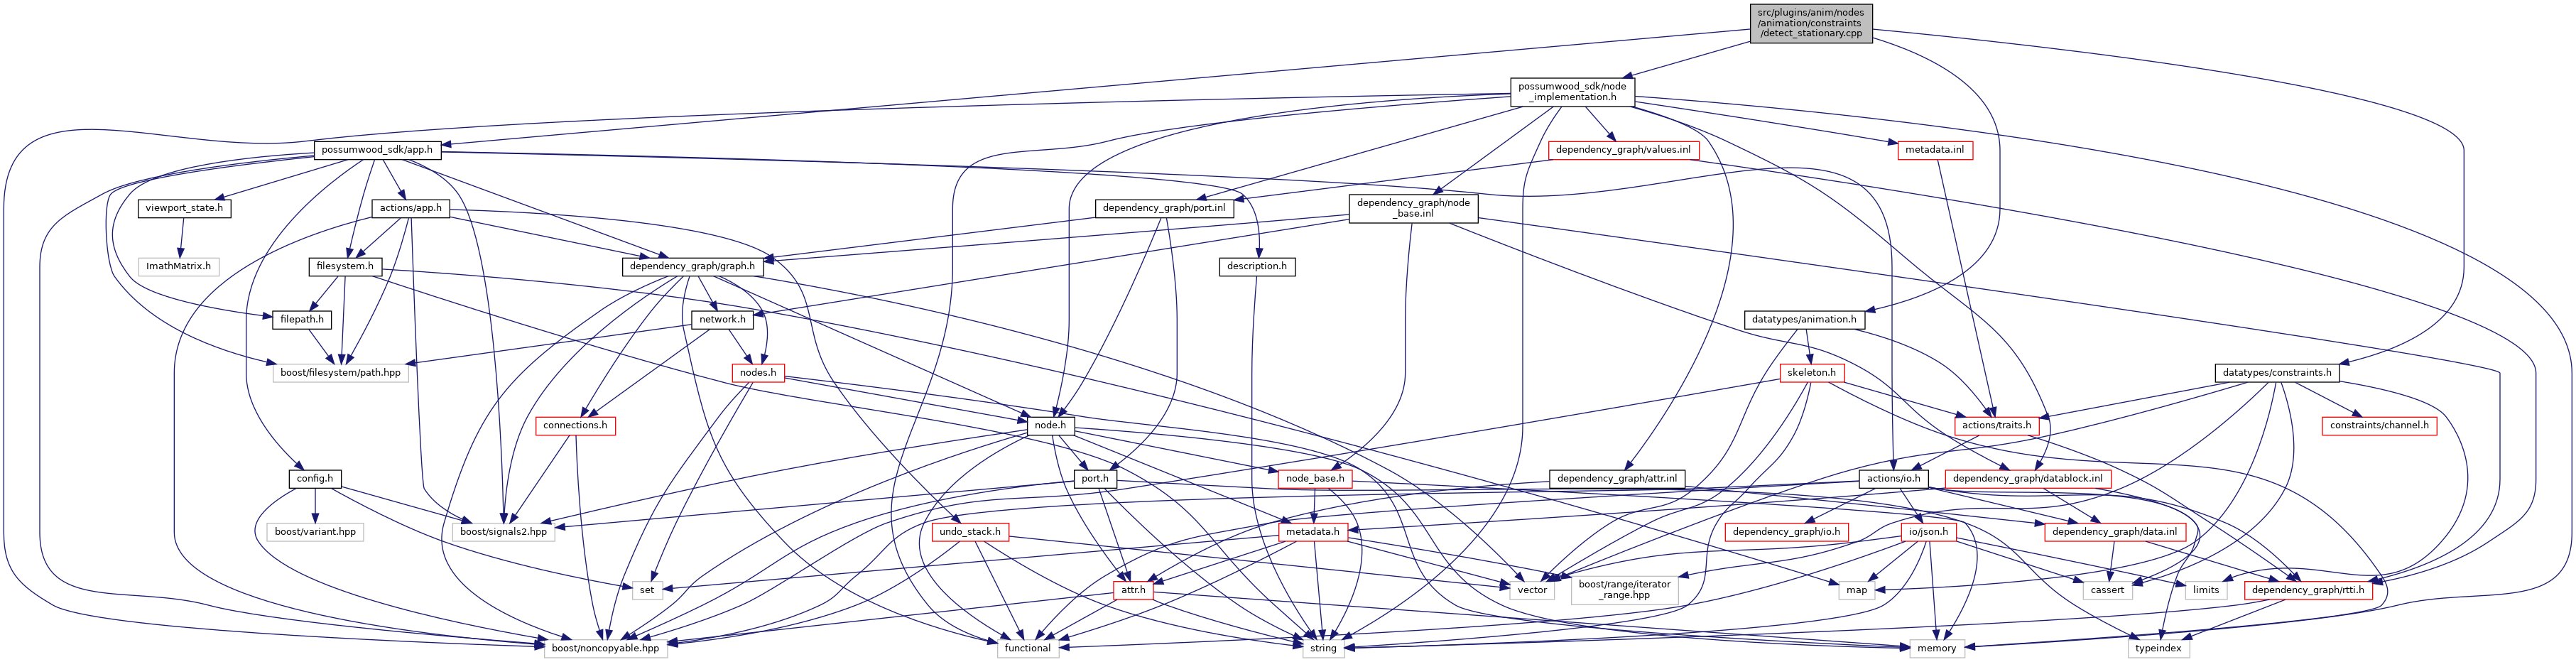 src/plugins/anim/nodes
/animation/constraints
/detect_stationary.cpp
possumwood_sdk/node
_implementation.h
possumwood_sdk/app.h
dependency_graph/values.inl
metadata.inl
viewport_state.h
actions/app.h
dependency_graph/port.inl
dependency_graph/node
_base.inl
ImathMatrix.h
filesystem.h
dependency_graph/graph.h
description.h
filepath.h
network.h
datatypes/animation.h
boost/filesystem/path.hpp
nodes.h
skeleton.h
datatypes/constraints.h
connections.h
node.h
actions/traits.h
constraints/channel.h
config.h
port.h
node_base.h
dependency_graph/attr.inl
actions/io.h
dependency_graph/datablock.inl
boost/variant.hpp
boost/signals2.hpp
undo_stack.h
metadata.h
dependency_graph/io.h
io/json.h
dependency_graph/data.inl
set
attr.h
vector
boost/range/iterator
_range.hpp
map
cassert
limits
dependency_graph/rtti.h
boost/noncopyable.hpp
functional
string
memory
typeindex